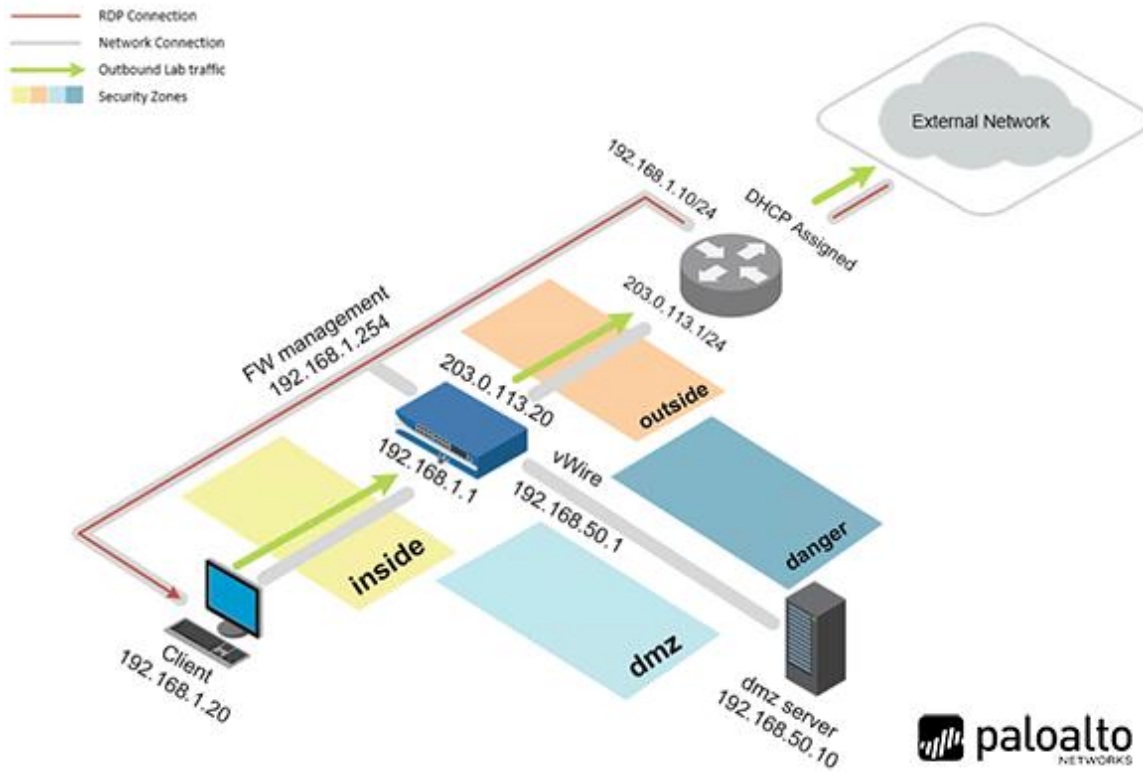 RDP Connection
Network Connection
Outbound Lab traffic
Security Zones
External Network
192.168.1.10/24
DHCP Assigned
203.0.113.1/24
FW management
192.168.1.254
203.0.113.20
outside
192.168.1.1
vWire
192.168.50.1
danger
inside
dmz
Client
192.168.1.20
dmz server
192.168.50.10
paloalto
NETWORKS